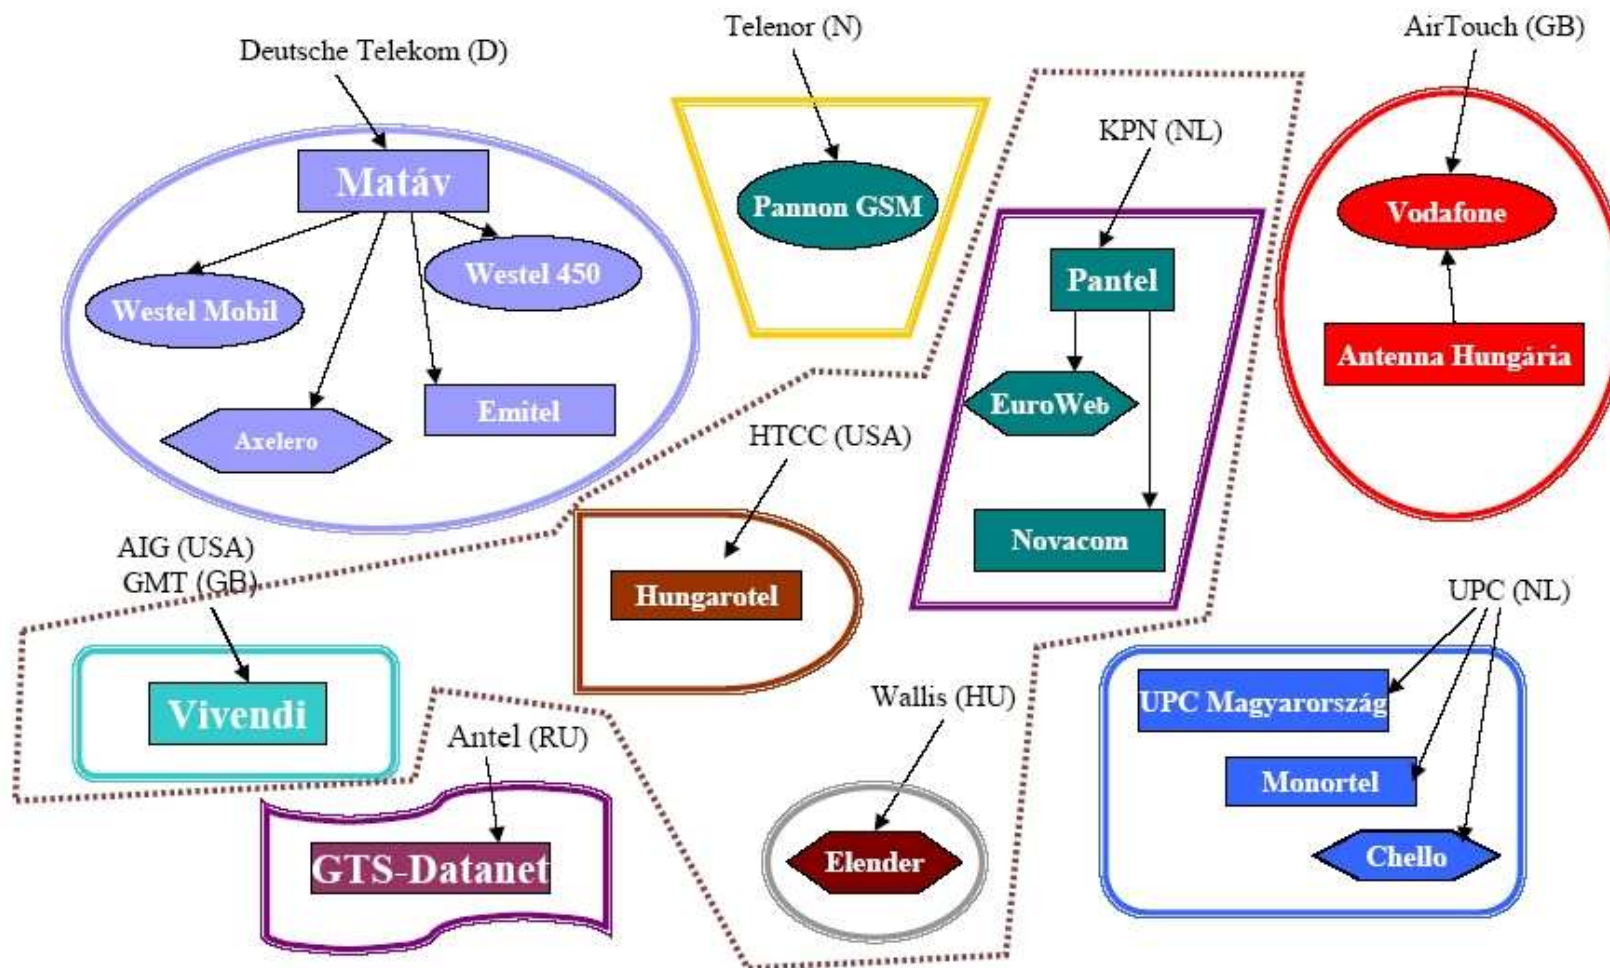 Telenor (N)
AirTouch (GB)
Deutsche Telekom (D)
KPN (NL)
Matáv
Pannon GSM
Vodafone
Westel 450
Pantel
Westel Mobil
Antenna Hungária
EuroWeb
Emitel
Axelero
HTCC (USA)
Novacom
AIG (USA)
GMT (GB)
Hungarotel
UPC (NL)
Vivendi
Wallis (HU)
UPC Magyarország
Antel (RU)
Monortel
GTS-Datanet
Elender
Chello